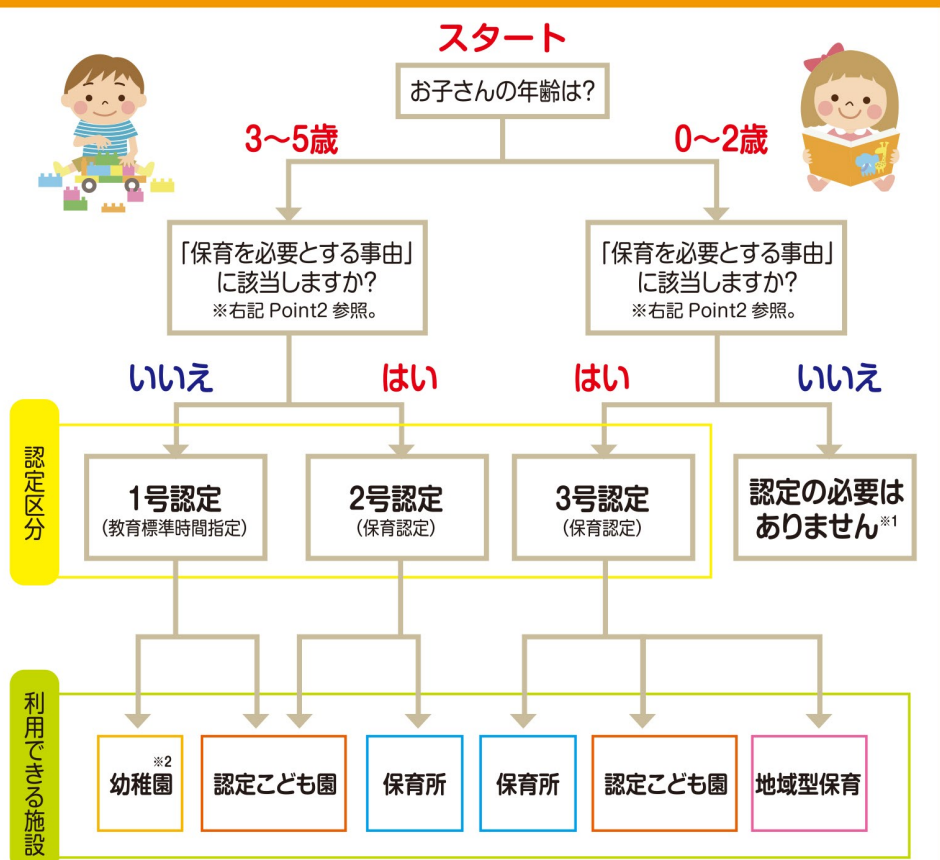 スタート
お子さんの年齢は?
3〜5歳
0〜2歳
「保育を必要とする事由」
に該当しますか?
※右記 Point2 参照。
「保育を必要とする事由」
に該当しますか?
※右記 Point2 参照。
いいえ
はい
はい
いいえ
認定区分
1号認定
(教育標準時間指定)
2号認定
(保育認定)
3号認定
(保育認定)
認定の必要は
ありません※1
利用できる施設
※2
幼稚園
認定こども園
保育所
保育所
認定こども園
地域型保育